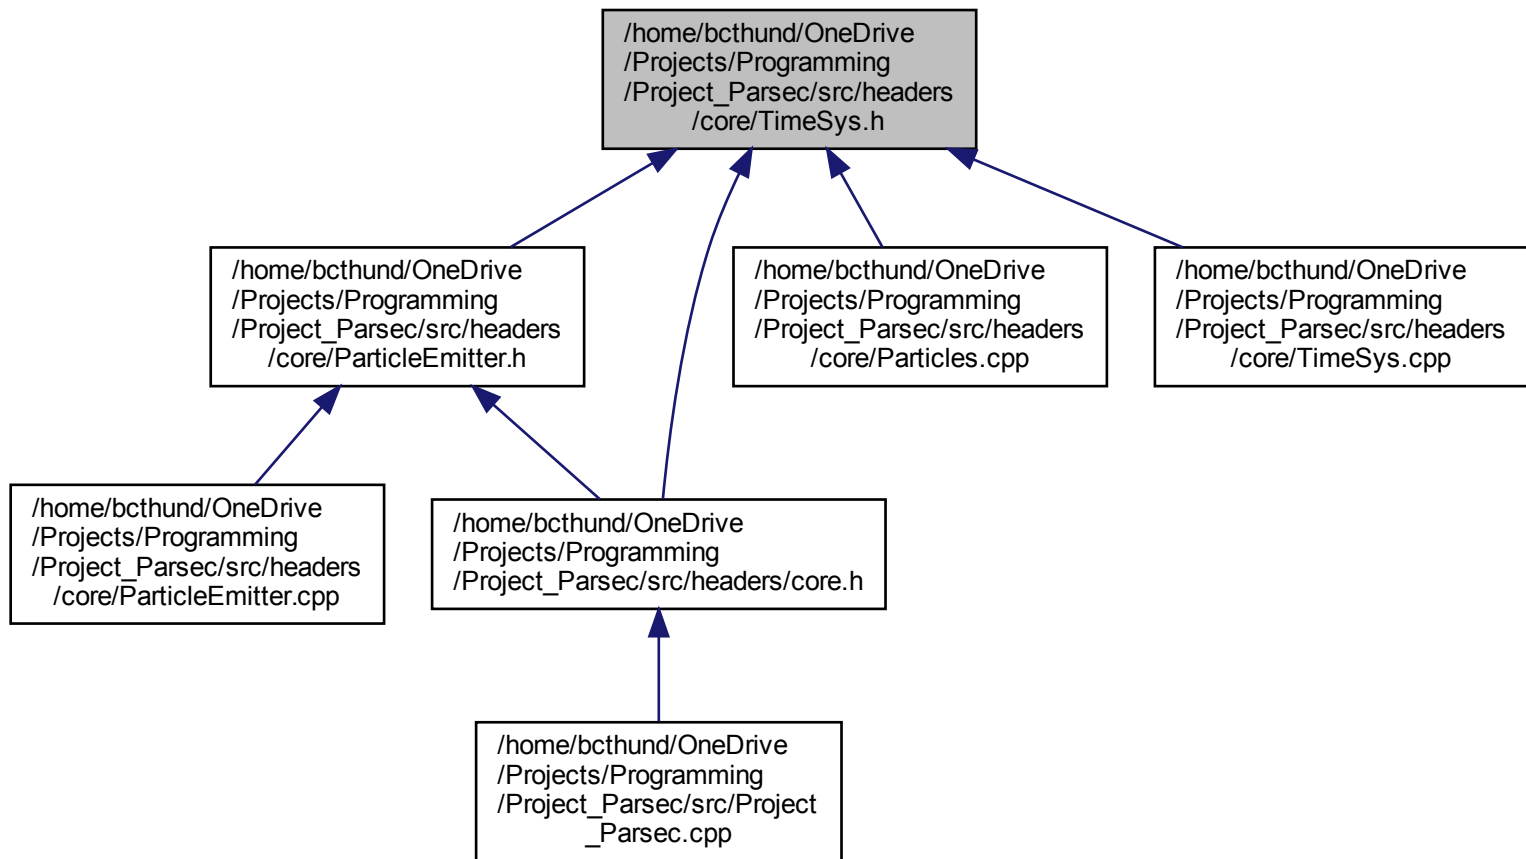 /home/bcthund/OneDrive
/Projects/Programming
/Project_Parsec/src/headers
/core/TimeSys.h
/home/bcthund/OneDrive
/Projects/Programming
/Project_Parsec/src/headers
/core/ParticleEmitter.h
/home/bcthund/OneDrive
/Projects/Programming
/Project_Parsec/src/headers
/core/Particles.cpp
/home/bcthund/OneDrive
/Projects/Programming
/Project_Parsec/src/headers
/core/TimeSys.cpp
/home/bcthund/OneDrive
/Projects/Programming
/Project_Parsec/src/headers
/core/ParticleEmitter.cpp
/home/bcthund/OneDrive
/Projects/Programming
/Project_Parsec/src/headers/core.h
/home/bcthund/OneDrive
/Projects/Programming
/Project_Parsec/src/Project
_Parsec.cpp